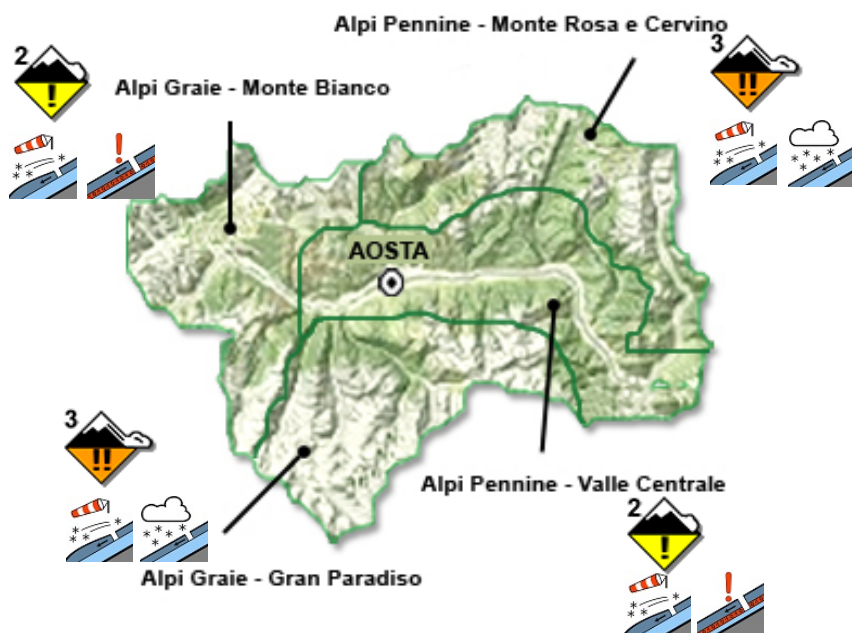 Alpi Pennine - Monte Rosa e Cervino
2
!
3
!!
Alpi Graie - Monte Bianco
!
AOSTA
3
!!
Alpi Pennine - Valle Centrale
2
!
Alpi Graie - Gran Paradiso
!